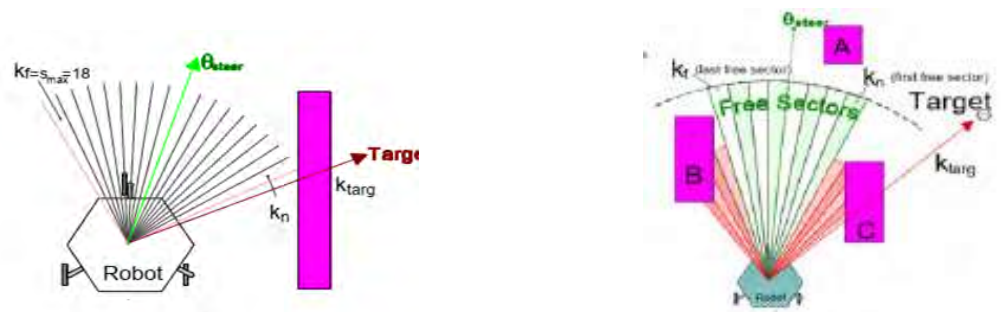 θsteer
kf=smax=18
Targe
ktarg
kn
Robot
θsteer
A
kf (last free sector)
kn (first free sector)
Free Sectors
Target
B
ktarg
C
Robot